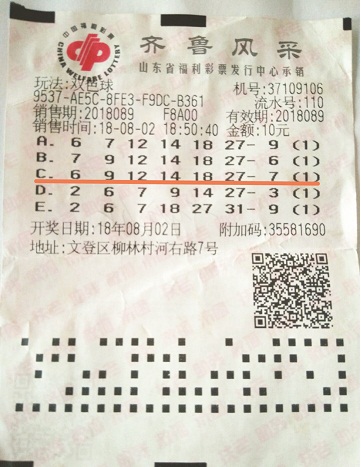 中国福利彩票
CHINA WELFARE LOTTERY
齐鲁风采
山东省福利彩票发行中心承销
玩法:双色球 机号:37109106
9537-AE5C-8FE3-F9DC-B361 流水号:110
销售期:2018089 F8A00 有效期:2018089
销售时间:18-08-02 18:50:40 金额:10元
A. 6 7 12 14 18 27- 9 (1)
B. 7 9 12 14 18 27- 6 (1)
C. 6 9 12 14 18 27- 7 (1)
D. 2 6 7 9 14 27- 3 (1)
E. 2 6 7 18 27 31- 9 (1)
开奖日期:18年08月02日 附加码:35581690
地址:文登区柳林村河右路7号